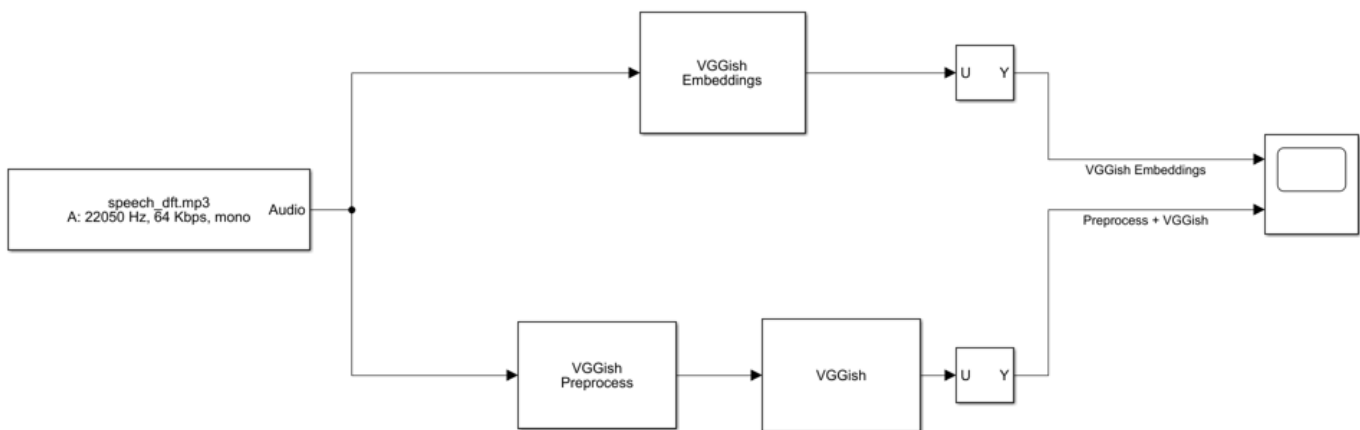 VGGish
Embeddings
U Y
VGGish Embeddings
speech_dft.mp3
A: 22050 Hz, 64 Kbps, mono
Audio
Preprocess + VGGish
VGGish
Preprocess
VGGish
U Y